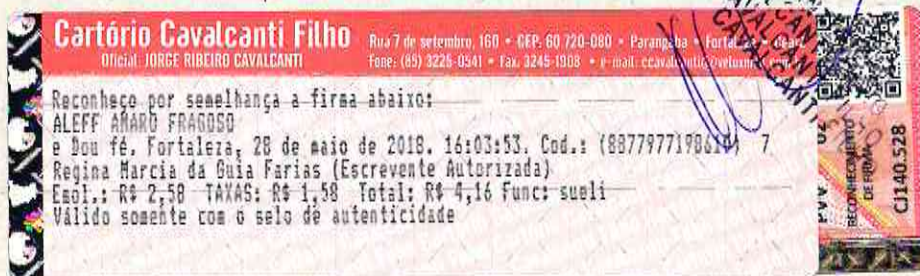 Cartório Cavalcanti Filho
Oficial JORGE RIBEIRO CAVALCANTI
Rua 7 de setembro, 160 • CEP: 60 720-080 • Parangaba •
Fone: (85) 3226-0541 • Fax. 3245-1908 • e-mail:
Reconheço por semelhança a firma abaixo:
ALEFF AMARO FRAGOSO
e Dou fé. Fortaleza, 28 de maio de 2018. 16:03:53. Cod.: 7
Regina Marcia da Guia Farias (Escrevente Autorizada)
Emol.: R$ 2,58 TAXAS: R$ 1,58 Total: R$ 4,16 Func: sueli
Válido somente com o selo de autenticidade
RECONHECIMENTO
DE FIRMA
CJ140.528